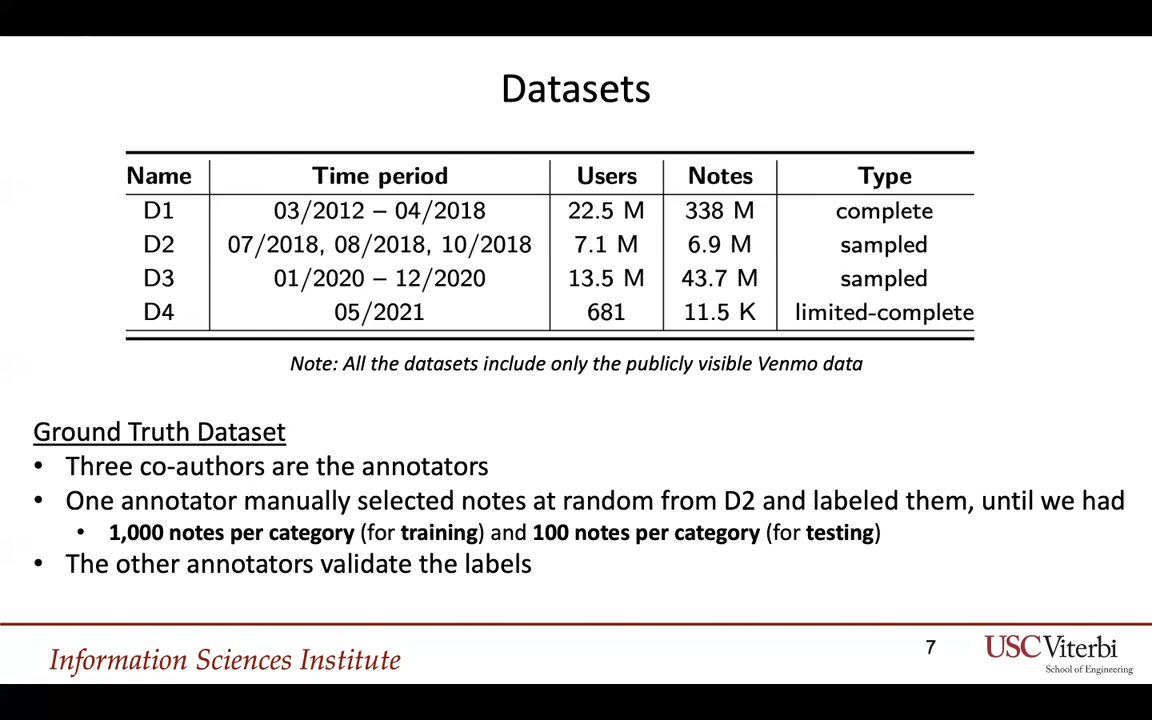 Datasets
Name Time period Users Notes Type
D1 03/2012 – 04/2018 22.5 M 338 M complete
D2 07/2018, 08/2018, 10/2018 7.1 M 6.9 M sampled
D3 01/2020 – 12/2020 13.5 M 43.7 M sampled
D4 05/2021 681 11.5 K limited-complete
Note: All the datasets include only the publicly visible Venmo data
Ground Truth Dataset
• Three co-authors are the annotators
• One annotator manually selected notes at random from D2 and labeled them, until we had
• 1,000 notes per category (for training) and 100 notes per category (for testing)
• The other annotators validate the labels
Information Sciences Institute
7
USC Viterbi
School of Engineering